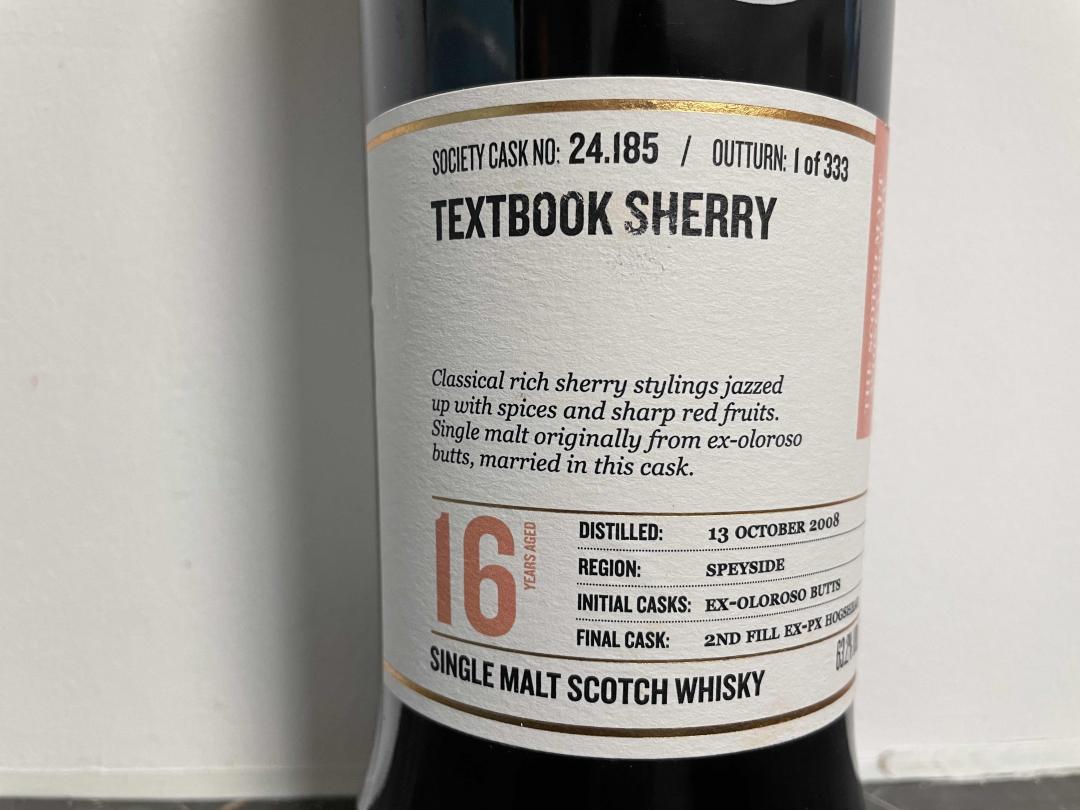 SOCIETY CASK NO: 24.185 / OUTTURN: 1 of 333
TEXTBOOK SHERRY
Classical rich sherry stylings jazzed
up with spices and sharp red fruits.
Single malt originally from ex-oloroso
butts, married in this cask.
16 YEARS AGED
DISTILLED: 13 OCTOBER 2008
REGION: SPEYSIDE
INITIAL CASKS: EX-OLOROSO BUTTS
FINAL CASK: 2ND FILL EX-PX
SINGLE MALT SCOTCH WHISKY